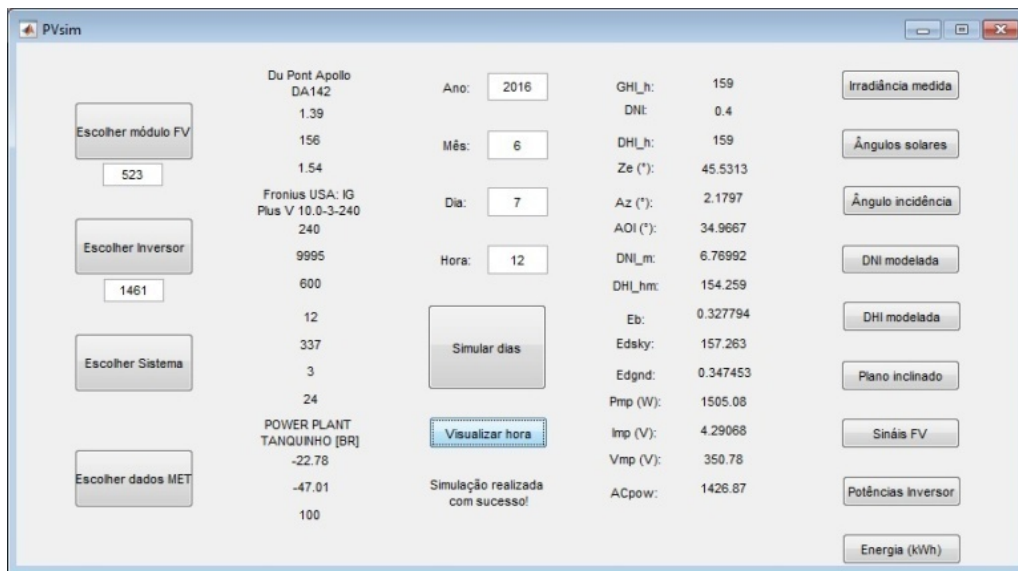 PVsim
Escolher módulo FV
523
Escolher Inversor
1461
Escolher Sistema
Escolher dados MET
Du Pont Apollo
DA142
1.39
156
1.54
Fronius USA: IG
Plus V 10.0-3-240
240
9995
600
12
337
3
24
POWER PLANT
TANQUINHO [BR]
-22.78
-47.01
100
Ano: 2016
Mês: 6
Dia: 7
Hora: 12
Simular dias
Visualizar hora
Simulação realizada
com sucesso!
GHI_h: 159
DNI: 0.4
DHI_h: 159
Ze (°): 45.5313
Az (°): 2.1797
AOI (°): 34.9667
DNI_m: 6.76992
DHI_hm: 154.259
Eb: 0.327794
Edsky: 157.263
Edgnd: 0.347453
Pmp (W): 1505.08
Imp (V): 4.29068
Vmp (V): 350.78
ACpow: 1426.87
Irradiância medida
Ângulos solares
Ângulo incidência
DNI modelada
DHI modelada
Plano inclinado
Sináis FV
Potências Inversor
Energia (kWh)